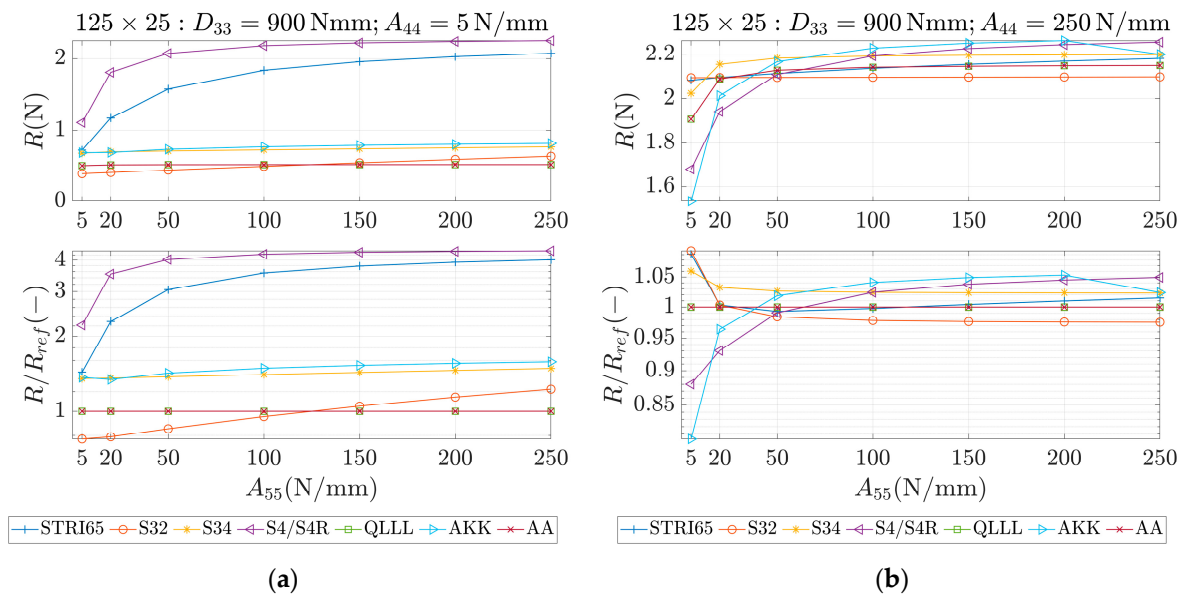 125 × 25 : D₃₃ = 900 Nmm; A₄₄ = 5 N/mm
R(N)
2
1
0
5 20 50 100 150 200 250
R/R_ref(−)
4
3
2
1
5 20 50 100 150 200 250
A₅₅(N/mm)
STRI65 S32 S34 S4/S4R QLLL AKK AA
(a)
125 × 25 : D₃₃ = 900 Nmm; A₄₄ = 250 N/mm
R(N)
2.2
2
1.8
1.6
5 20 50 100 150 200 250
R/R_ref(−)
1.05
1
0.95
0.9
0.85
5 20 50 100 150 200 250
A₅₅(N/mm)
STRI65 S32 S34 S4/S4R QLLL AKK AA
(b)